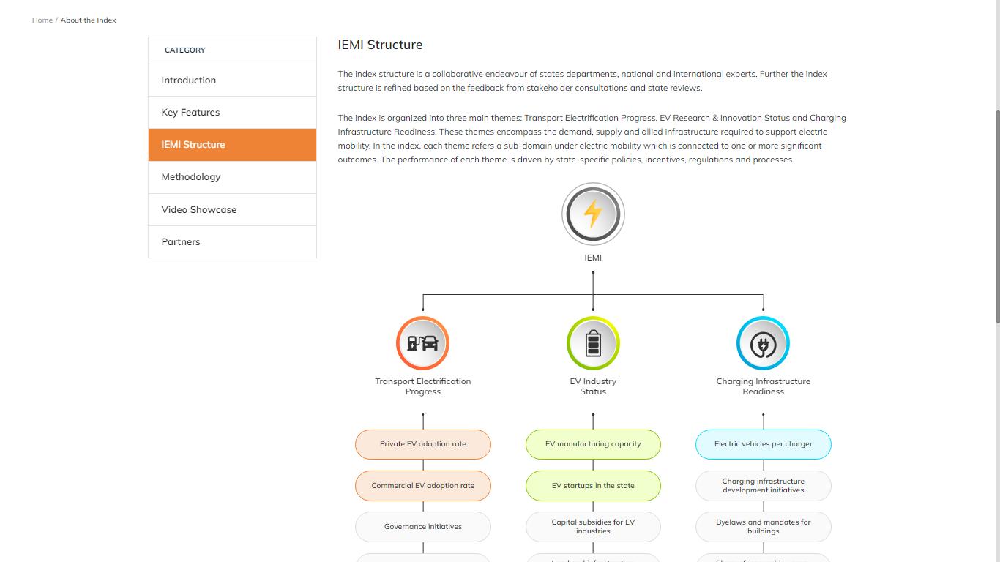 Home / About the Index
CATEGORY
Introduction
Key Features
IEMI Structure
Methodology
Video Showcase
Partners
IEMI Structure
The index structure is a collaborative endeavour of states departments, national and international experts. Further the index
structure is refined based on the feedback from stakeholder consultations and state reviews.
The index is organized into three main themes: Transport Electrification Progress, EV Research & Innovation Status and Charging
Infrastructure Readiness. These themes encompass the demand, supply and allied infrastructure required to support electric
mobility. In the index, each theme refers a sub-domain under electric mobility which is connected to one or more significant
outcomes. The performance of each theme is driven by state-specific policies, incentives, regulations and processes.
IEMI
Transport Electrification
Progress
EV Industry
Status
Charging Infrastructure
Readiness
Private EV adoption rate
EV manufacturing capacity
Electric vehicles per charger
Commercial EV adoption rate
EV startups in the state
Charging infrastructure
development initiatives
Governance initiatives
Capital subsidies for EV
industries
Byelaws and mandates for
buildings